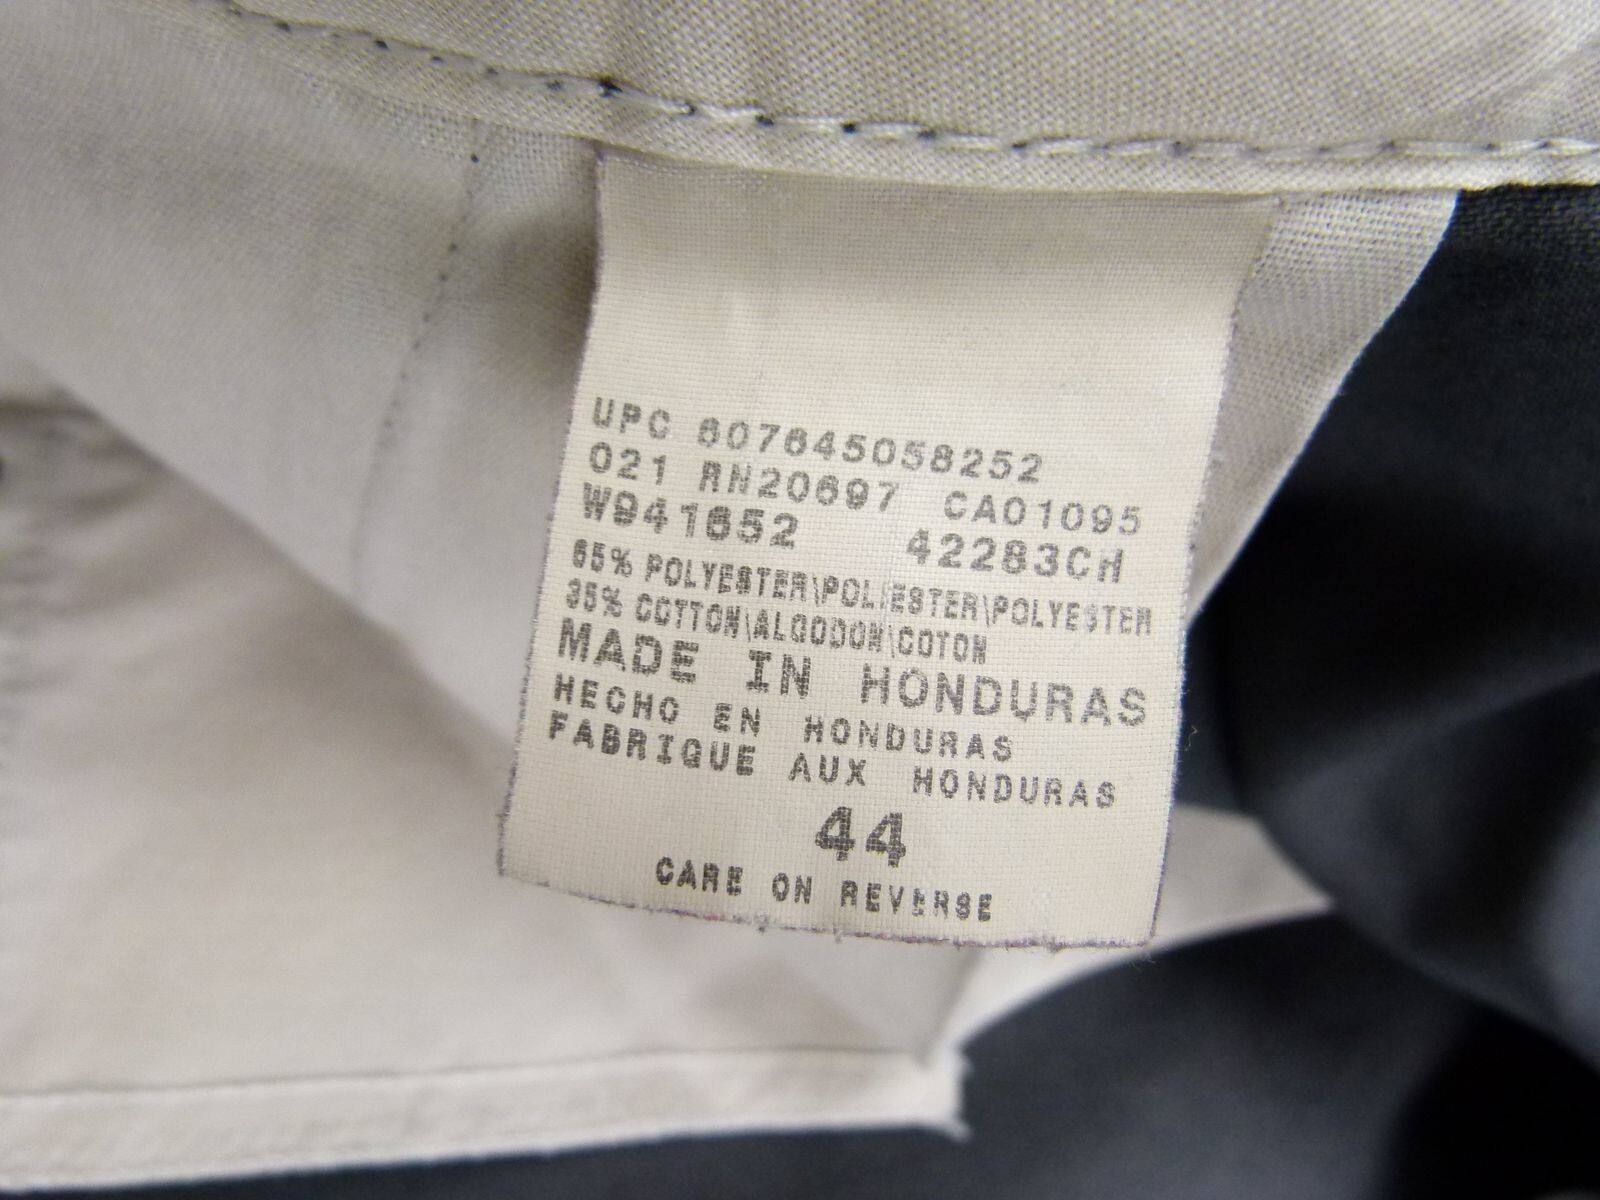 UPC 607645058252
021 RN20697 CA01095
W941652 42283CH
65% POLYESTER\POLIESTER\POLYESTER
35% COTTON\ALGODON\COTON
MADE IN HONDURAS
HECHO EN HONDURAS
FABRIQUE AUX HONDURAS
44
CARE ON REVERSE